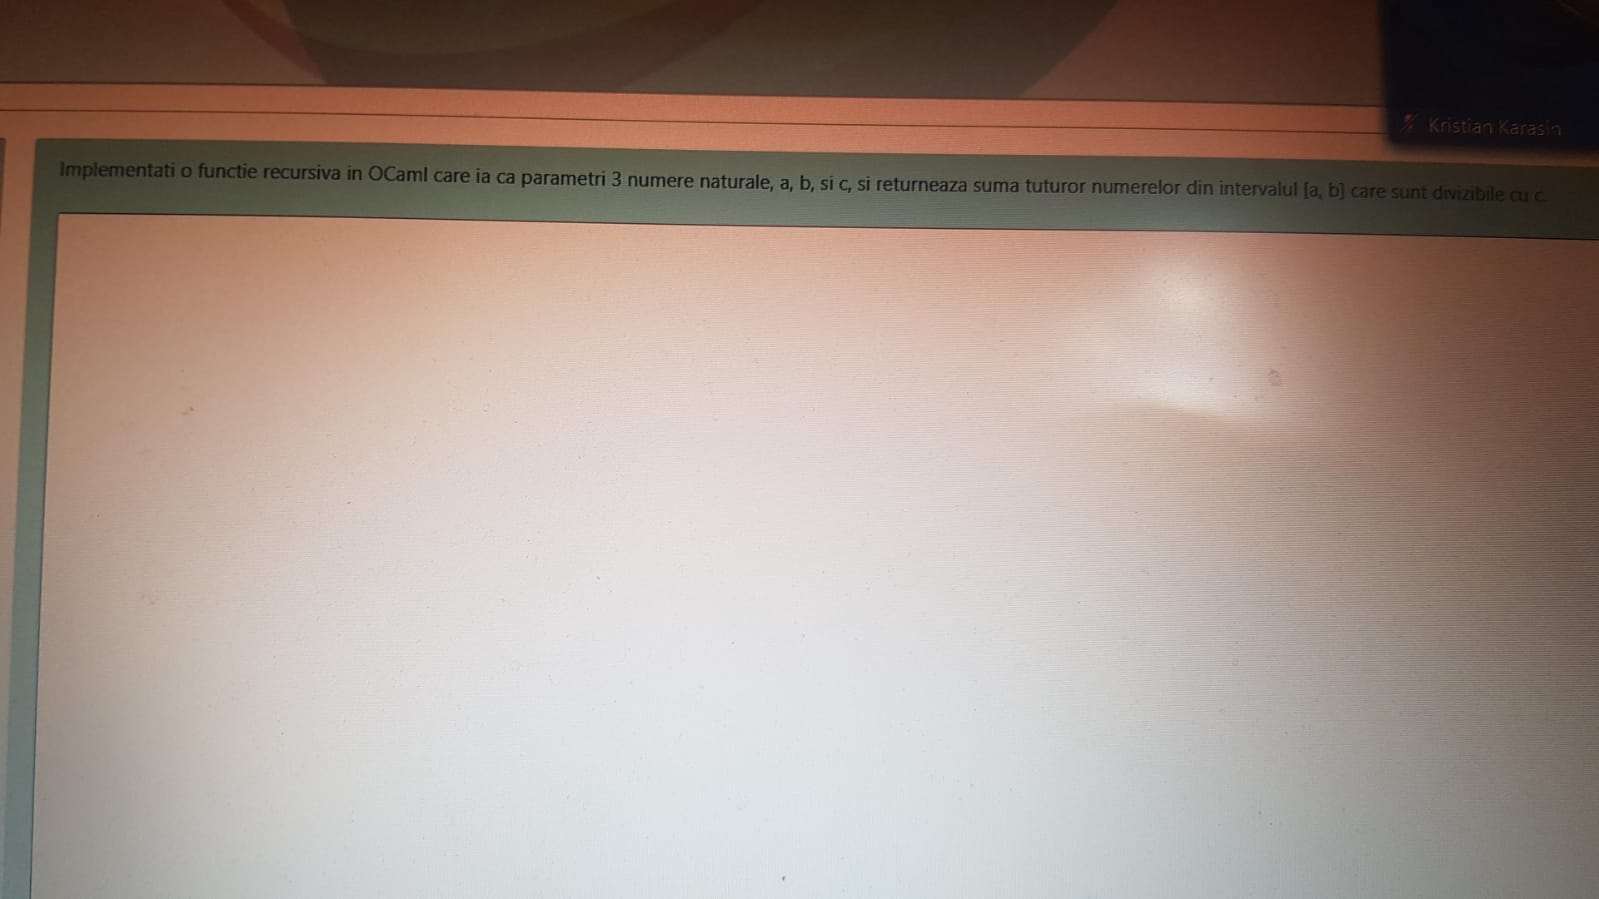 Kristian Karasin
Implementati o functie recursiva in OCaml care ia ca parametri 3 numere naturale, a, b, si c, si returneaza suma tuturor numerelor din intervalul [a, b] care sunt divizibile cu c.